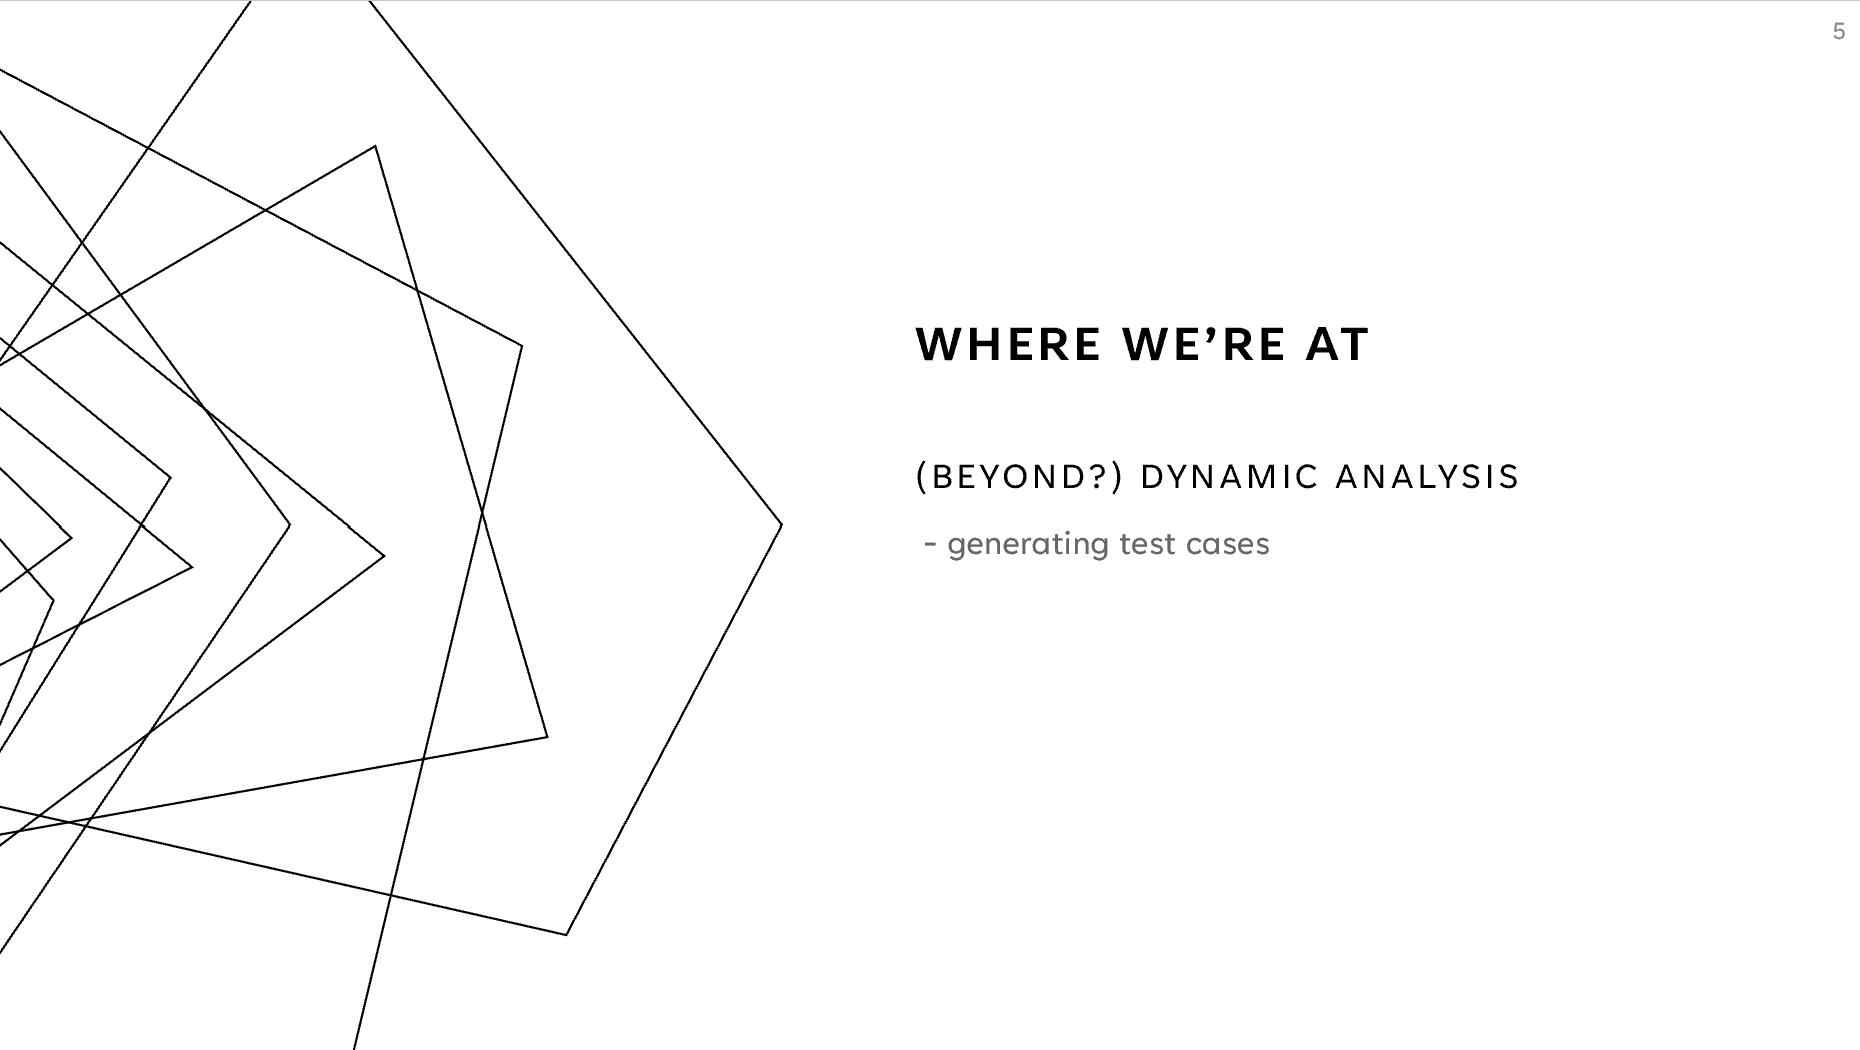 5
WHERE WE’RE AT
(BEYOND?) DYNAMIC ANALYSIS
- generating test cases